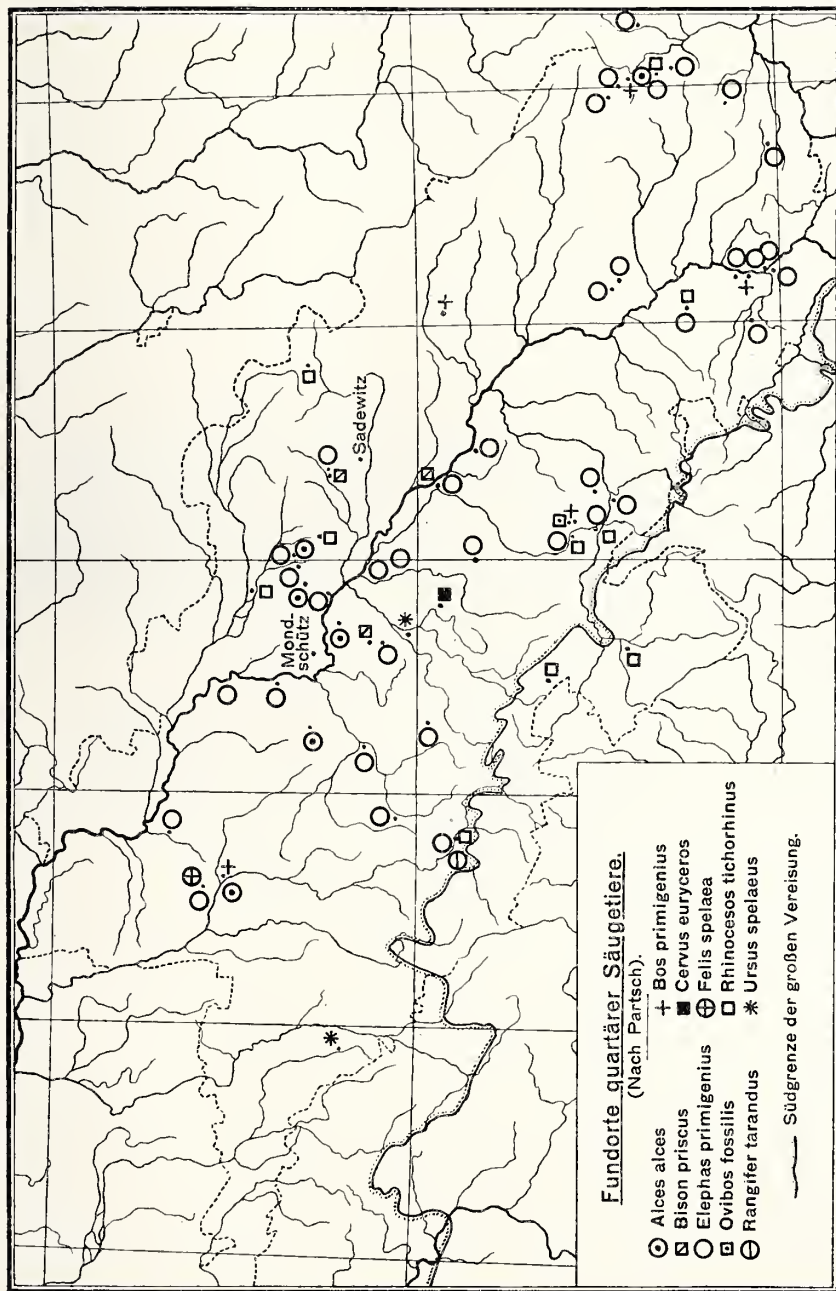 Sadewitz
Mond-
schütz
Fundorte quartärer Säugetiere.
(Nach Partsch).
Alces alces
Bison priscus
Elephas primigenius
Ovibos fossilis
Rangifer tarandus
Bos primigenius
Cervus euryceros
Felis spelaea
Rhinocesos tichorhinus
Ursus spelaeus
Südgrenze der großen Vereisung.